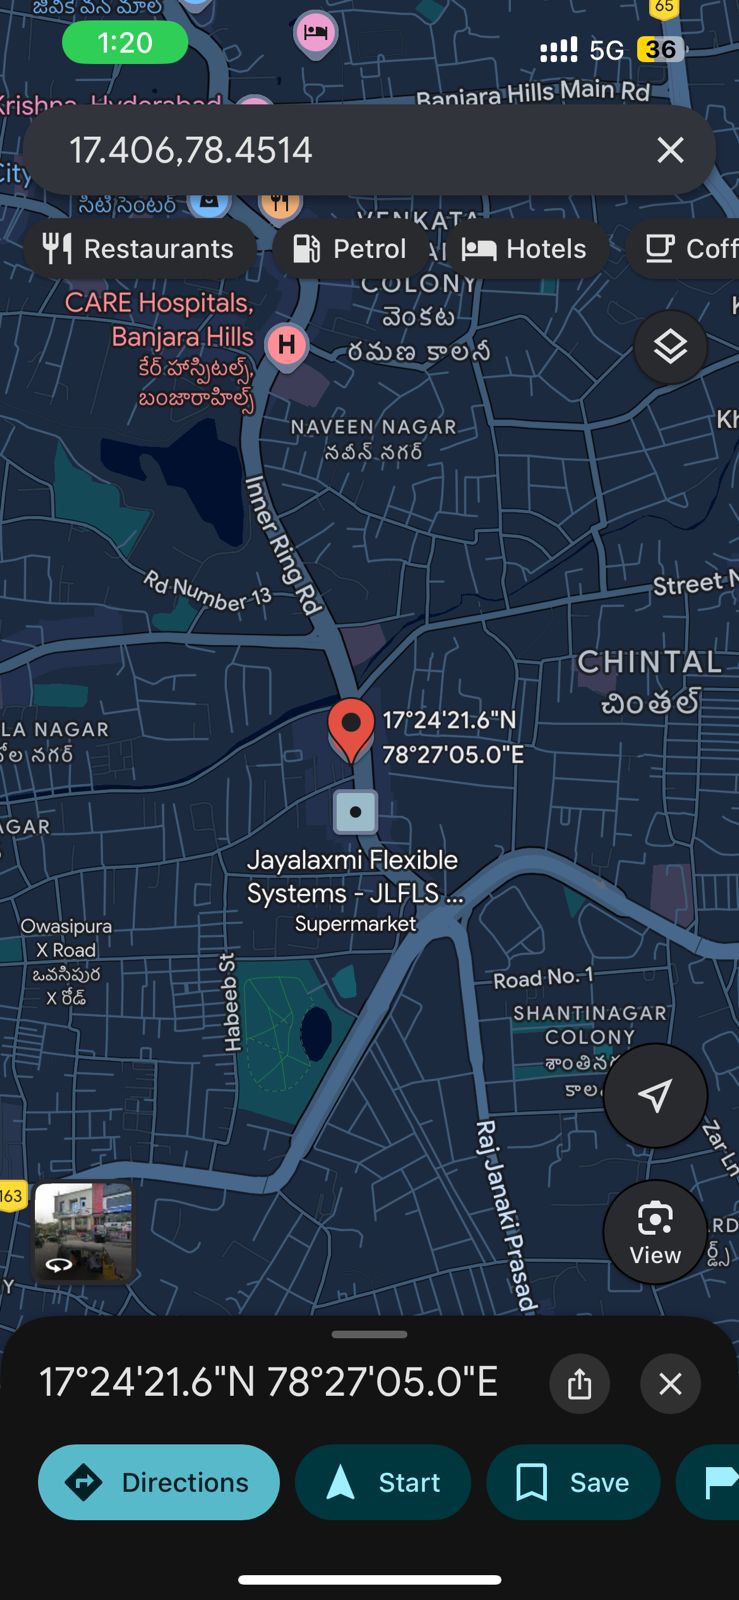 జీవిక వన మాల
1:20
5G 36
65
Krishna, Hyderabad
Banjara Hills Main Rd
17.406,78.4514
City
సిటీ సెంటర్
VENKATA
Restaurants
Petrol
Hotels
Coff
COLONY
వెంకట
రమణ కాలనీ
CARE Hospitals,
Banjara Hills
కేర్ హాస్పిటల్స్,
బంజారాహిల్స్
H
Kh
NAVEEN NAGAR
నవీన్ నగర్
Inner Ring Rd
Rd Number 13
Street N
CHINTAL
చింతల్
17°24'21.6"N
78°27'05.0"E
LA NAGAR
ోల నగర్
AGAR
Jayalaxmi Flexible
Systems - JLFLS ...
Supermarket
Owasipura
X Road
ఒవసిపుర
X రోడ్
Habeeb St
Road No. 1
SHANTINAGAR
COLONY
శాంతినగ
కాల
Raj Janaki Prasad
Zar Ln
163
RD
ర్డ్స్
Y
View
17°24'21.6"N 78°27'05.0"E
Directions
Start
Save